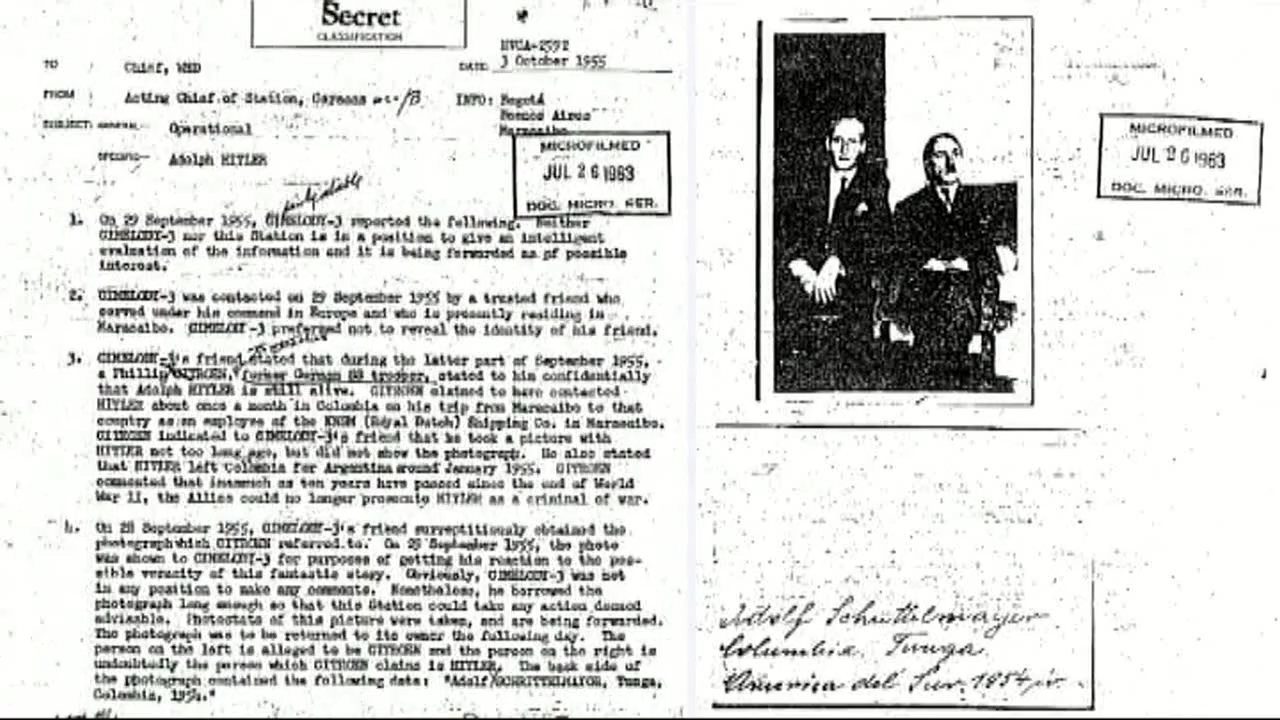 Secret
CLASSIFICATION
HVCA-2592
TO Chief, WHD DATE: 3 October 1955
FROM Acting Chief of Station, Caracas INFO: Bogotá
Buenos Aires
Maracaibo
SUBJECT: GENERAL— Operational
SPECIFIC— Adolph HITLER
MICROFILMED
JUL 26 1963
DOC. MICRO. SER.
1. On 29 September 1955, CIMELODY-3 reported the following. Neither
CIMELODY-3 nor this Station is in a position to give an intelligent
evaluation of the information and it is being forwarded as of possible
interest.
2. CIMELODY-3 was contacted on 29 September 1955 by a trusted friend who
served under his command in Europe and who is presently residing in
Maracaibo. CIMELODY-3 preferred not to reveal the identity of his friend.
3. CIMELODY-3's friend stated that during the latter part of September 1955,
a Phillip CITROEN, former German SS trooper, stated to him confidentially
that Adolph HITLER is still alive. CITROEN claimed to have contacted
HITLER about once a month in Colombia on his trip from Maracaibo to that
country as an employee of the KNSM (Royal Dutch) Shipping Co. in Maracaibo.
CITROEN indicated to CIMELODY-3's friend that he took a picture with
HITLER not too long ago, but did not show the photograph. He also stated
that HITLER left Colombia for Argentina around January 1955. CITROEN
commented that inasmuch as ten years have passed since the end of World
War II, the Allies could no longer prosecute HITLER as a criminal of war.
4. On 28 September 1955, CIMELODY-3's friend surreptitiously obtained the
photograph which CITROEN referred to. On 29 September 1955, the photo
was shown to CIMELODY-3 for purposes of getting his reaction to the pos-
sible veracity of this fantastic story. Obviously, CIMELODY-3 was not
in any position to make any comments. Nonetheless, he borrowed the
photograph long enough so that this Station could take any action deemed
advisable. Photostats of this picture were taken, and are being forwarded.
The photograph was to be returned to its owner the following day. The
person on the left is alleged to be CITROEN and the person on the right is
undoubtedly the person which CITROEN claims is HITLER. The back side of
the photograph contained the following data: "Adolf SCHRITTELMAYOR, Tunga,
Colombia, 1954."
MICROFILMED
JUL 26 1963
DOC. MICRO. SER.
Adolf Schuttelmayer
Columbia, Tunga
America del Sur 1954